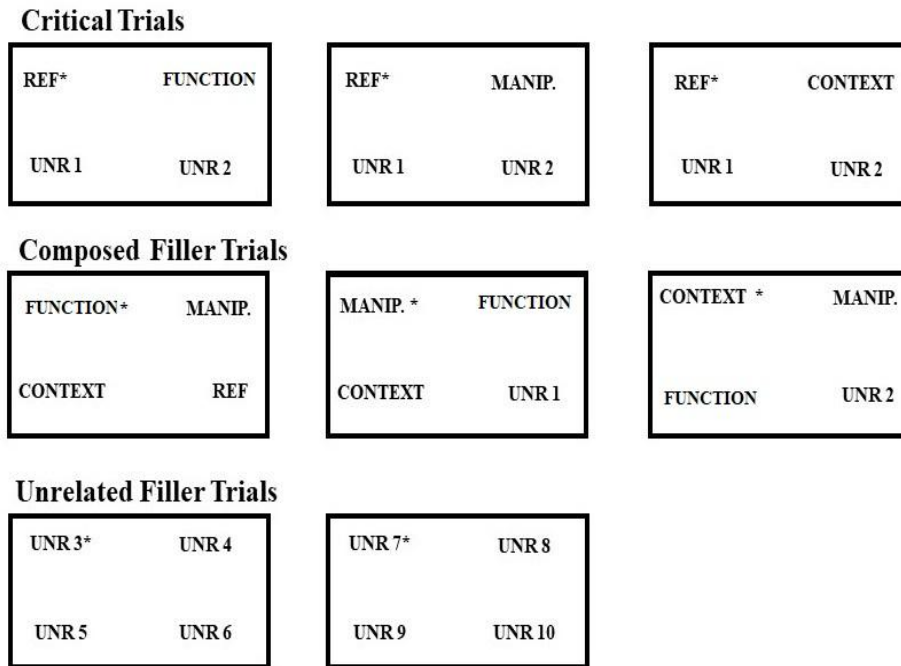 Critical Trials
REF* FUNCTION REF* MANIP. REF* CONTEXT
UNR 1 UNR 2 UNR 1 UNR 2 UNR 1 UNR 2
Composed Filler Trials
FUNCTION* MANIP. MANIP. * FUNCTION CONTEXT * MANIP.
CONTEXT REF CONTEXT UNR 1 FUNCTION UNR 2
Unrelated Filler Trials
UNR 3* UNR 4 UNR 7* UNR 8
UNR 5 UNR 6 UNR 9 UNR 10